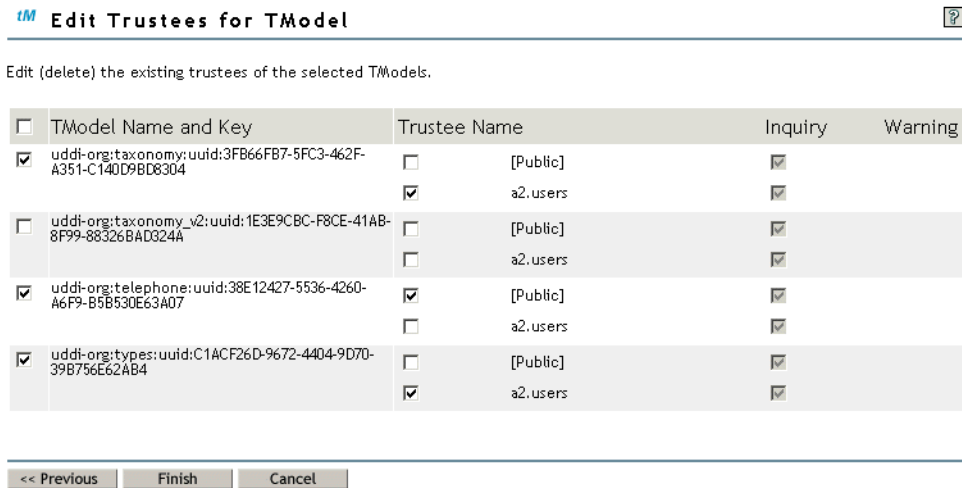 tM Edit Trustees for TModel ?
Edit (delete) the existing trustees of the selected TModels.
TModel Name and Key Trustee Name Inquiry Warning
uddi-org:taxonomy:uuid:3FB66FB7-5FC3-462F-
A351-C140D9BD8304
[Public]
a2.users
uddi-org:taxonomy_v2:uuid:1E3E9CBC-F8CE-41AB-
8F99-88326BAD324A
[Public]
a2.users
uddi-org:telephone:uuid:38E12427-5536-4260-
A6F9-B5B530E63A07
[Public]
a2.users
uddi-org:types:uuid:C1ACF26D-9672-4404-9D70-
39B756E62AB4
[Public]
a2.users
<< Previous Finish Cancel